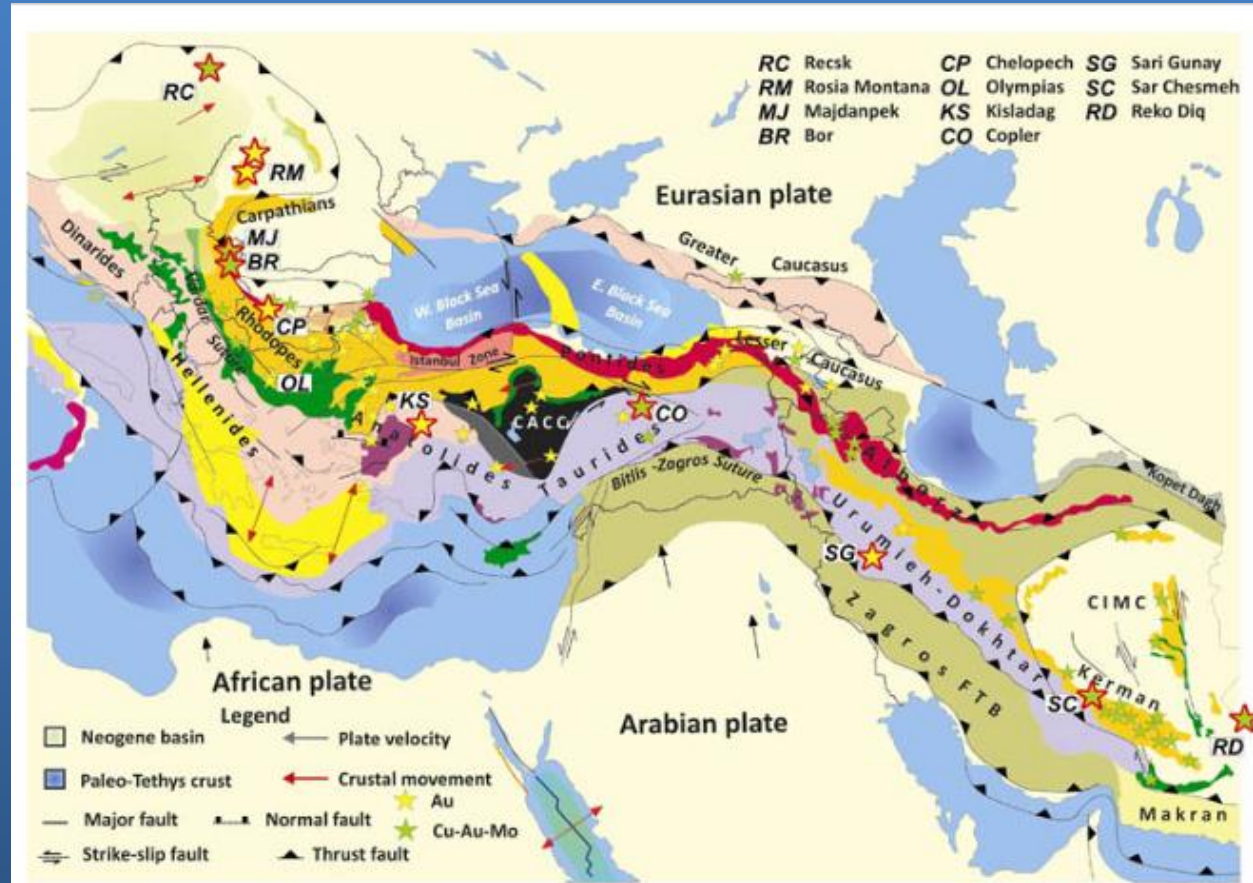 RC Recsk
RM Rosia Montana
MJ Majdanpek
BR Bor
CP Chelopech
OL Olympias
KS Kisladag
CO Copler
SG Sari Gunay
SC Sar Chesmeh
RD Reko Diq
RC
RM
Eurasian plate
Carpathians
MJ
BR
Dinarides
Greater
Caucasus
W. Black Sea
Basin
E. Black Sea
Basin
CP
Rhodopes
Suture
Istanbul Zone
Pontides
Lesser
Caucasus
Hellenides
OL
KS
CACC
CO
Anatolides
Taurides
Bitlis -Zagros Suture
Alborz
Kopet Dagh
SG
Urumieh-Dokhtar
CIMC
Zagros FTB
Kerman
SC
RD
Makran
African plate
Arabian plate
Legend
Neogene basin
Plate velocity
Paleo-Tethys crust
Crustal movement
Au
Major fault
Normal fault
Cu-Au-Mo
Strike-slip fault
Thrust fault